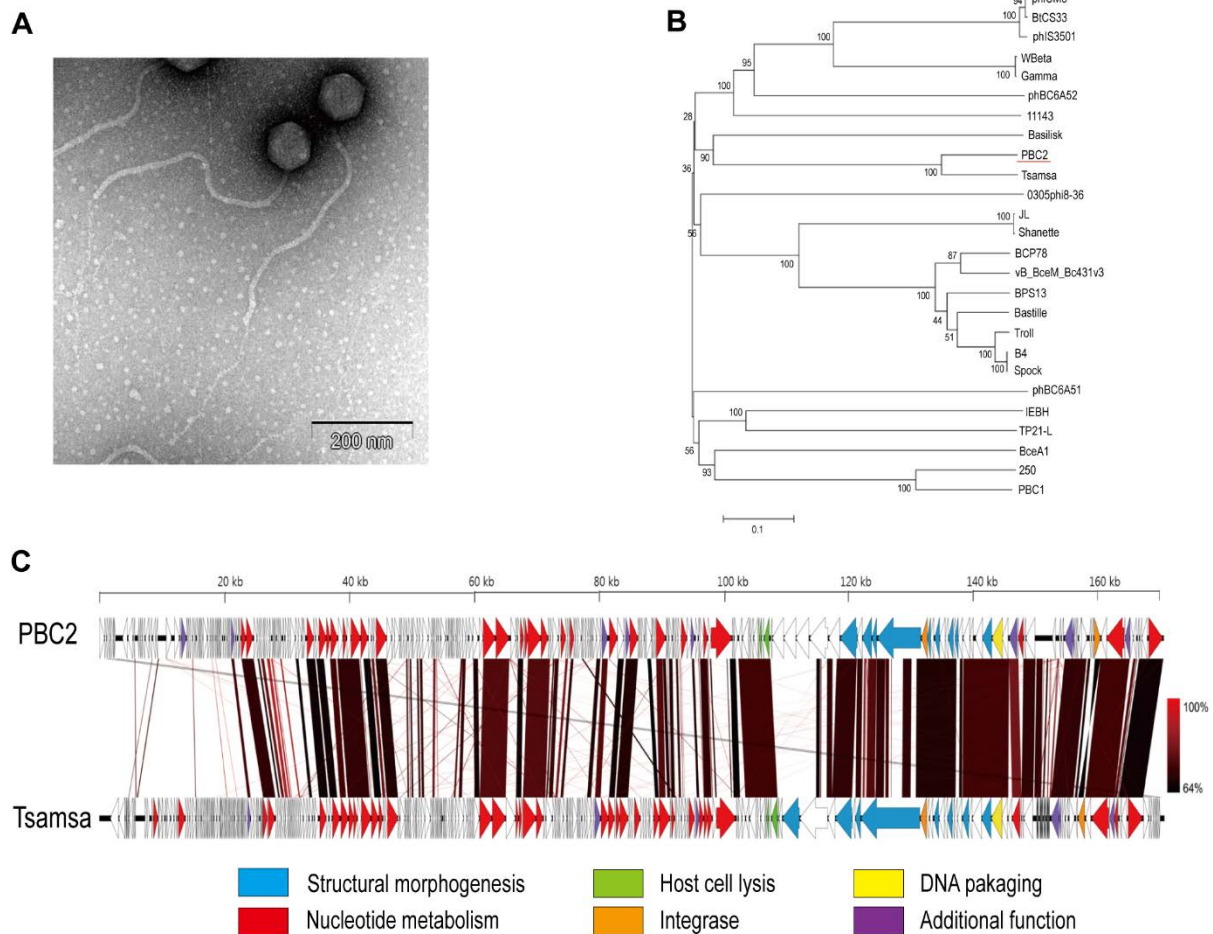 A
200 nm
B
94
BtCS33
100
phIS3501
100
WBeta
95
100
Gamma
100
phBC6A52
11143
28
Basilisk
90
PBC2
36
100
Tsamsa
0305phi8-36
56
100
JL
Shanette
100
87
BCP78
vB_BceM_Bc431v3
100
BPS13
44
Bastille
51
Troll
100
B4
100
Spock
phBC6A51
100
IEBH
TP21-L
56
BceA1
93
250
100
PBC1
0.1
C
20 kb 40 kb 60 kb 80 kb 100 kb 120 kb 140 kb 160 kb
PBC2
100%
64%
Tsamsa
Structural morphogenesis Host cell lysis DNA pakaging
Nucleotide metabolism Integrase Additional function